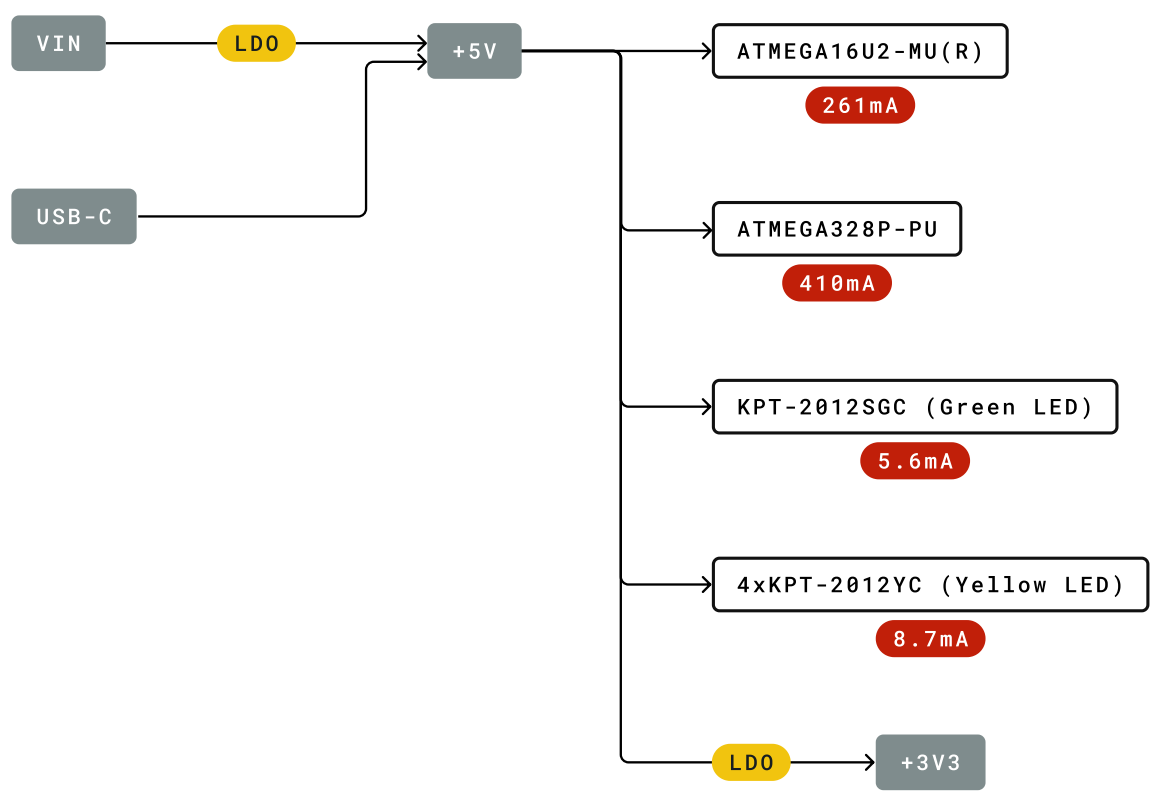 VIN
LDO
+5V
ATMEGA16U2-MU(R)
261mA
USB-C
ATMEGA328P-PU
410mA
KPT-2012SGC (Green LED)
5.6mA
4xKPT-2012YC (Yellow LED)
8.7mA
LDO
+3V3